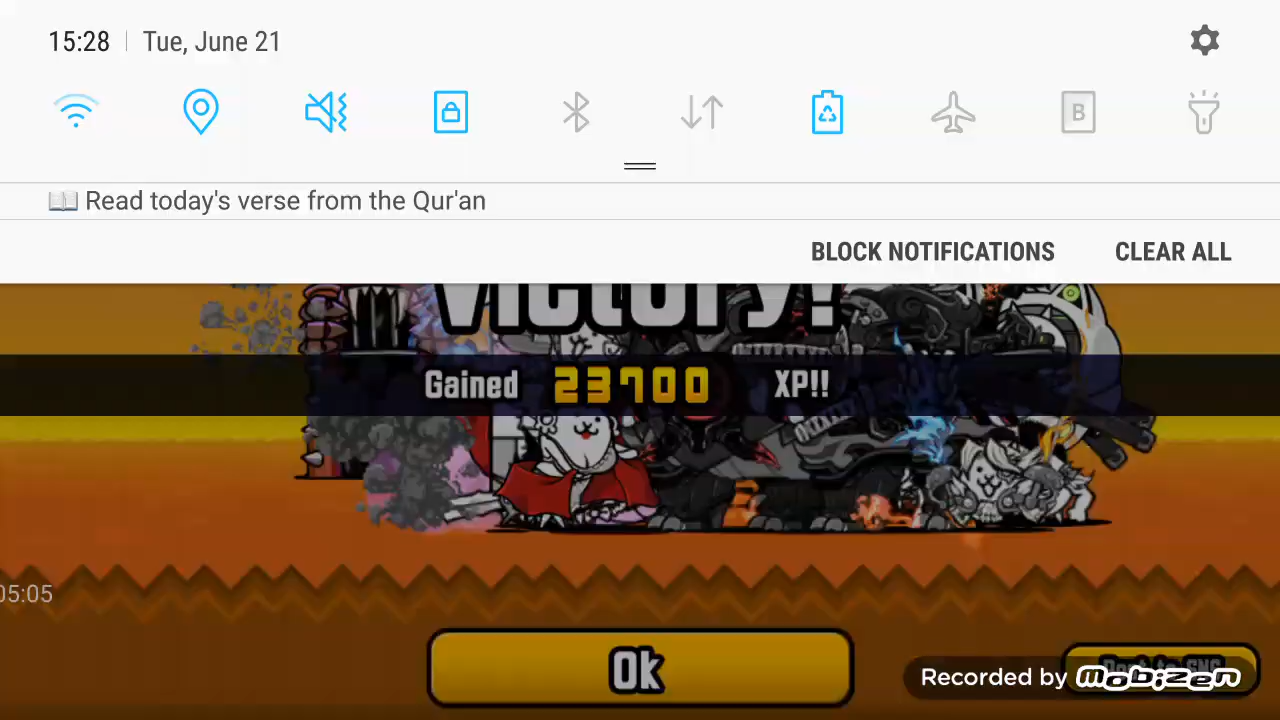 15:28 | Tue, June 21
B
📖 Read today's verse from the Qur'an
BLOCK NOTIFICATIONS CLEAR ALL
Victory!
Gained 23700 XP!!
05:05
Ok
Recorded by mobizen